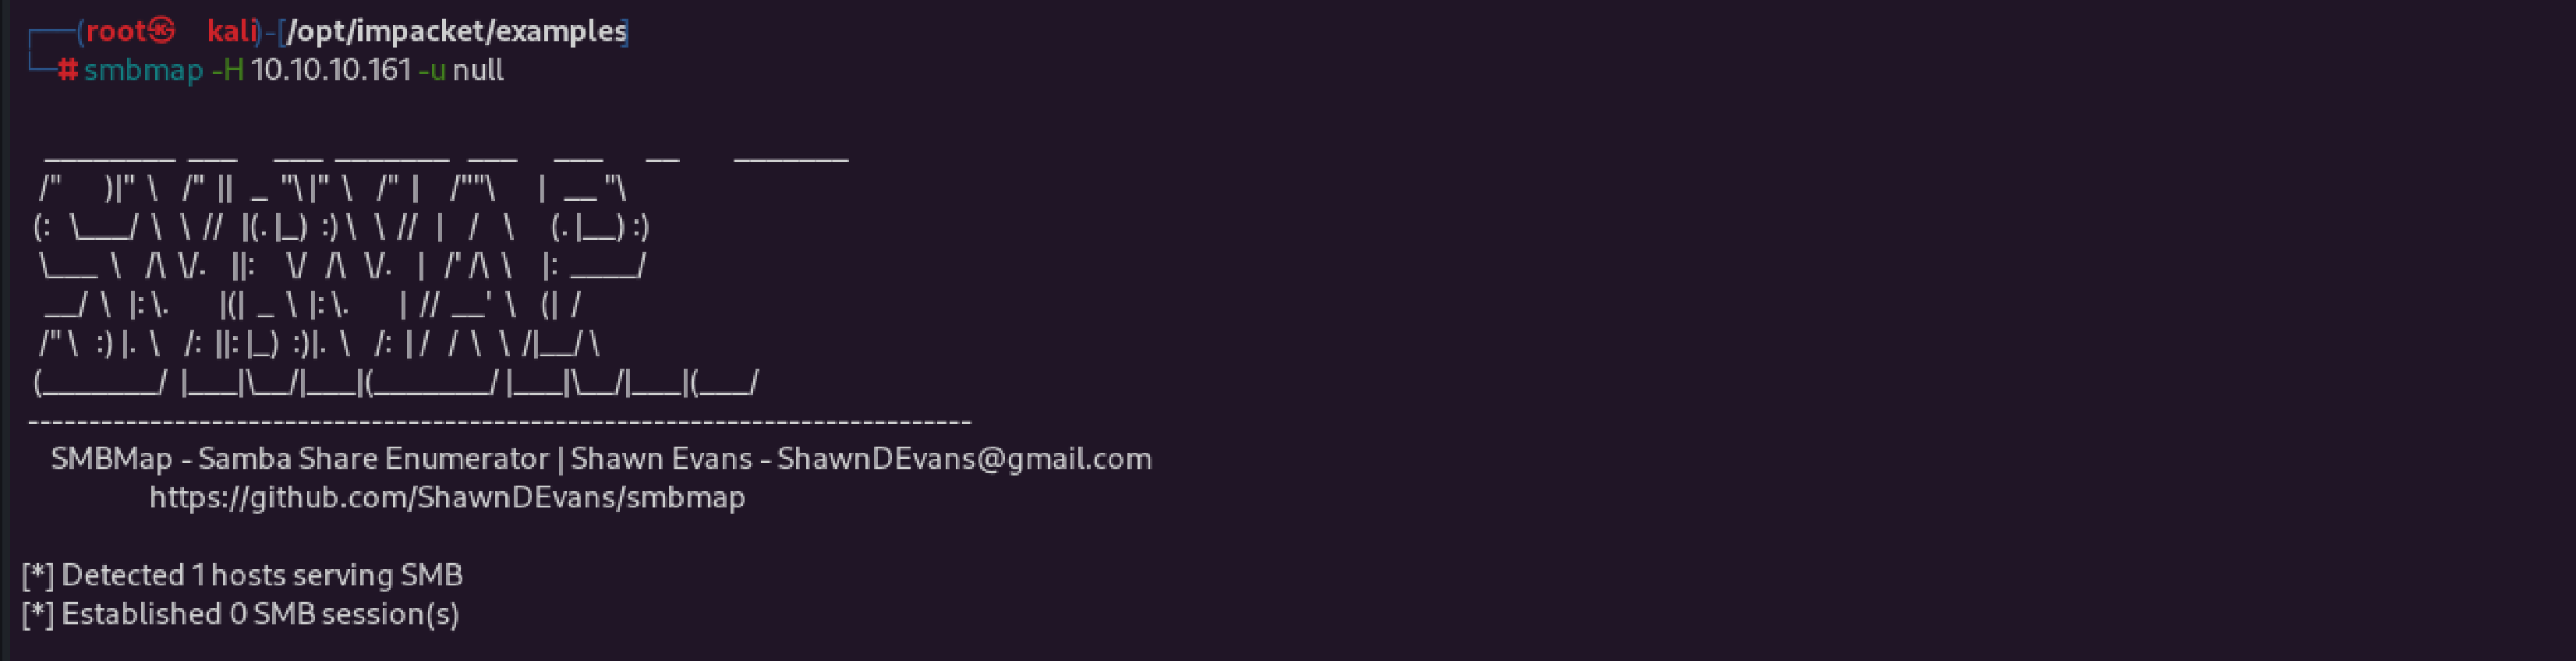 ┌──(root㉿kali)-[/opt/impacket/examples]
└─# smbmap -H 10.10.10.161 -u null
________ ___ ___ _______ ___ ___ __ _______
/" )|" \ /" || _ "\ |" \ /" | /""\ | __ "\
(: \___/ \ \ // |(. |_) :) \ \ // | / \ (. |__) :)
\___ \ /\ \/. ||: \/ /\ \/. | /' /\ \ |: ____/
__/ \ |: \. |(| _ \ |: \. | // __' \ (| /
/" \ :) |. \ /: ||: |_) :)|. \ /: | / / \ \ /|__/ \
(_______/ |___|\__/|___|(_______/ |___|\__/|___|(___/
-----------------------------------------------------------------------------
SMBMap - Samba Share Enumerator | Shawn Evans - ShawnDEvans@gmail.com
https://github.com/ShawnDEvans/smbmap
[*] Detected 1 hosts serving SMB
[*] Established 0 SMB session(s)